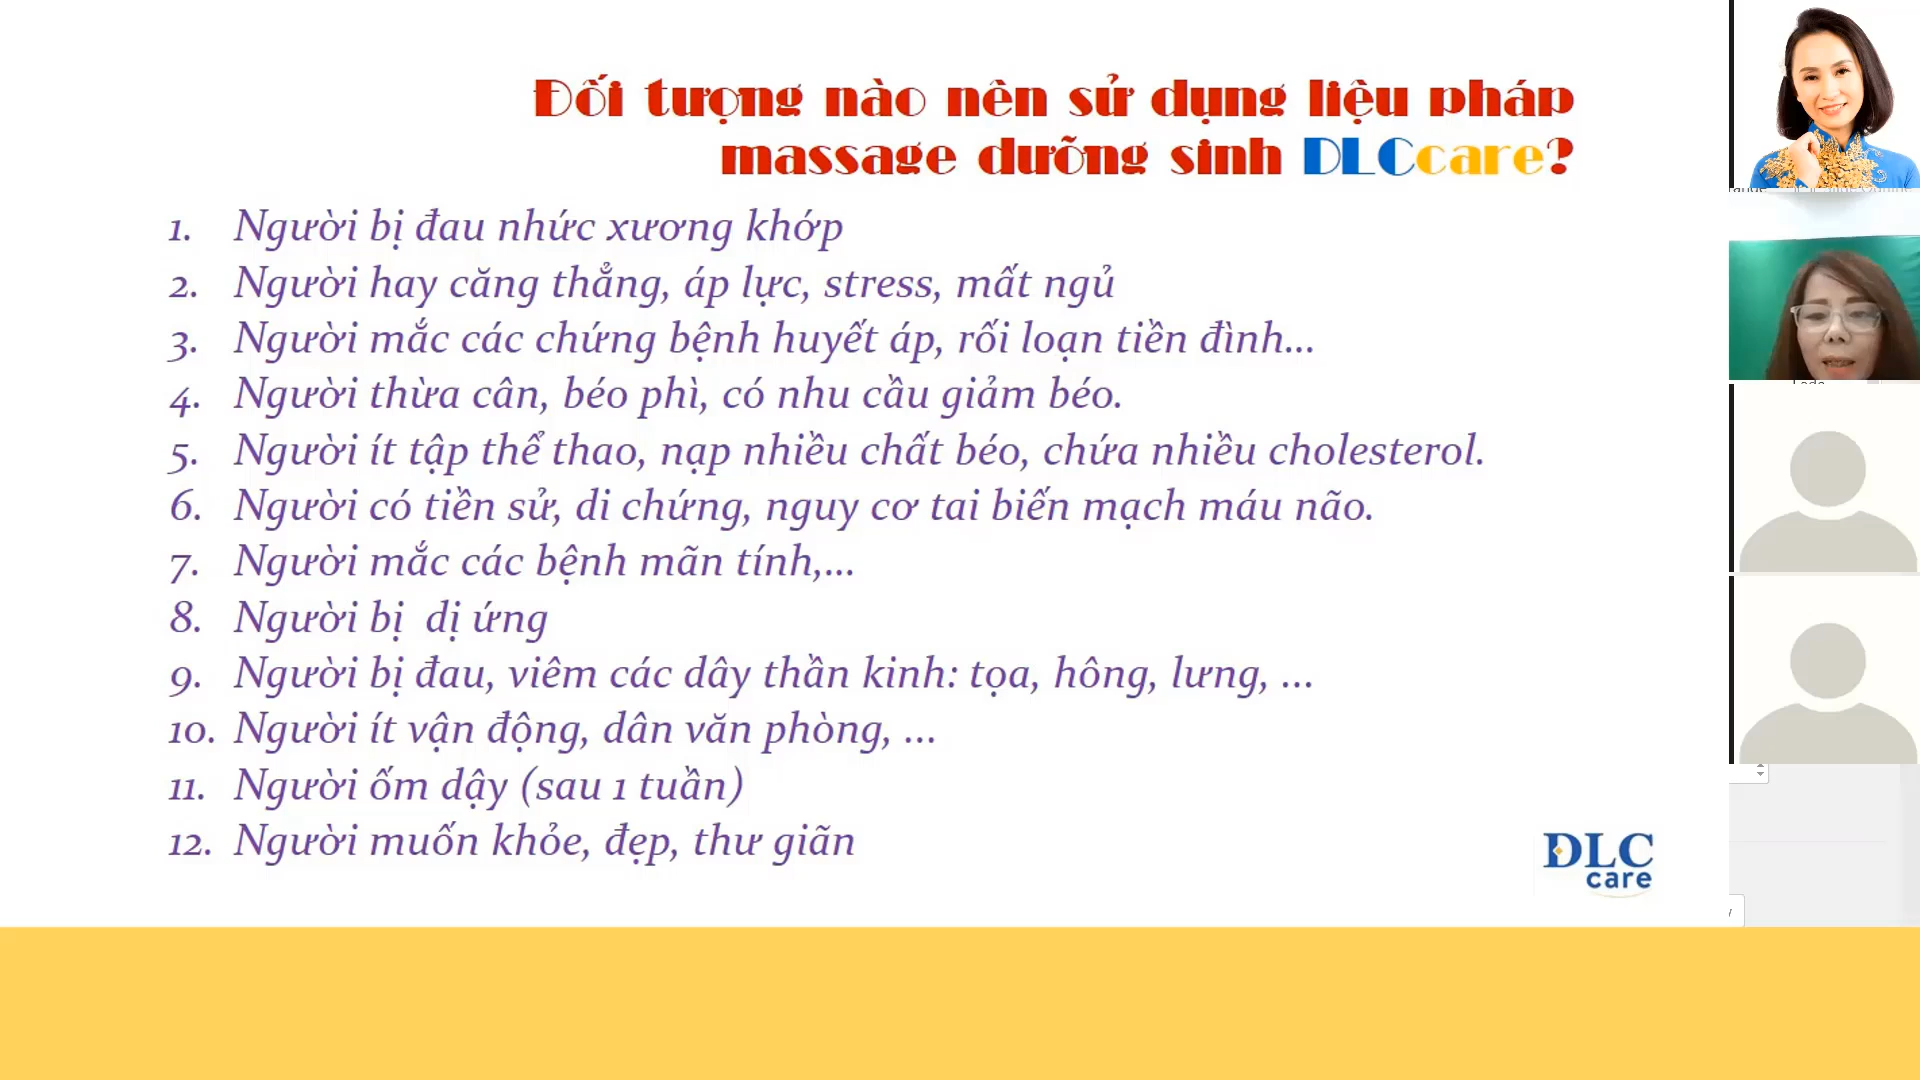 Đối tượng nào nên sử dụng liệu pháp
massage dưỡng sinh DLCcare?
1. Người bị đau nhức xương khớp
2. Người hay căng thẳng, áp lực, stress, mất ngủ
3. Người mắc các chứng bệnh huyết áp, rối loạn tiền đình...
4. Người thừa cân, béo phì, có nhu cầu giảm béo.
5. Người ít tập thể thao, nạp nhiều chất béo, chứa nhiều cholesterol.
6. Người có tiền sử, di chứng, nguy cơ tai biến mạch máu não.
7. Người mắc các bệnh mãn tính,...
8. Người bị dị ứng
9. Người bị đau, viêm các dây thần kinh: tọa, hông, lưng, ...
10. Người ít vận động, dân văn phòng, ...
11. Người ốm dậy (sau 1 tuần)
12. Người muốn khỏe, đẹp, thư giãn
DLC
care